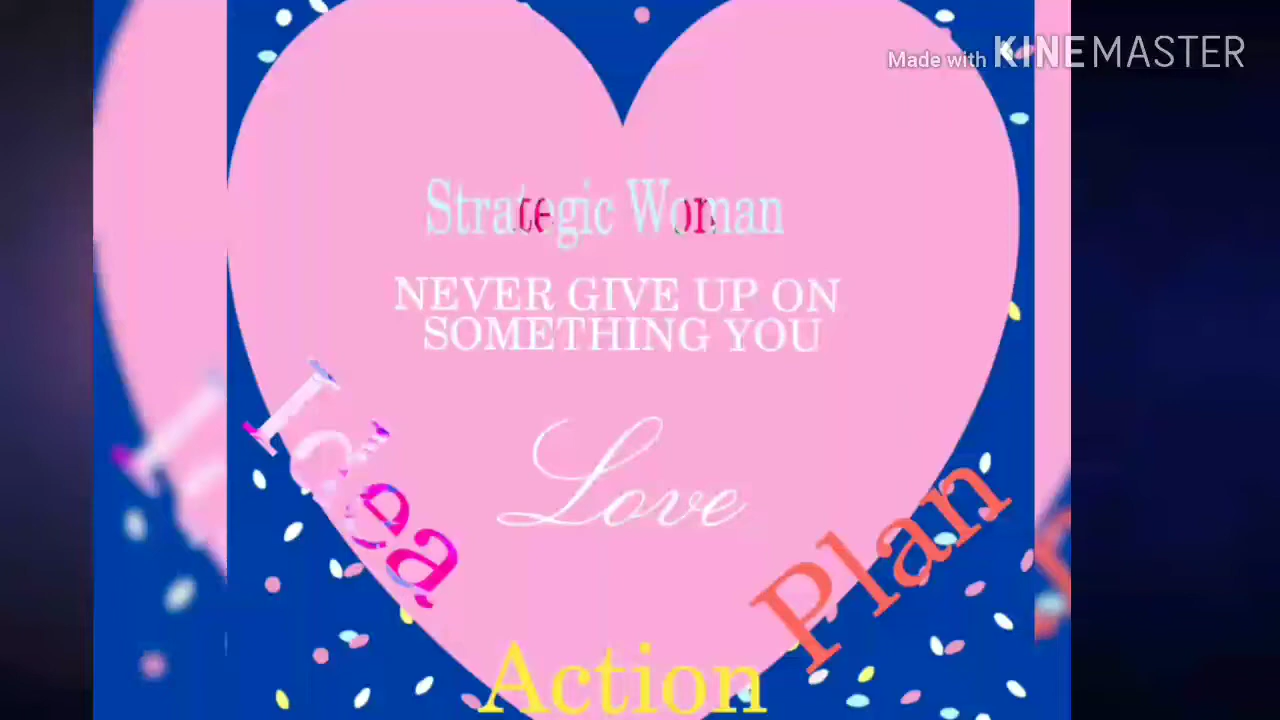 Made with KINEMASTER
Strategic Woman
NEVER GIVE UP ON
SOMETHING YOU
Love
Idea
Plan
Action